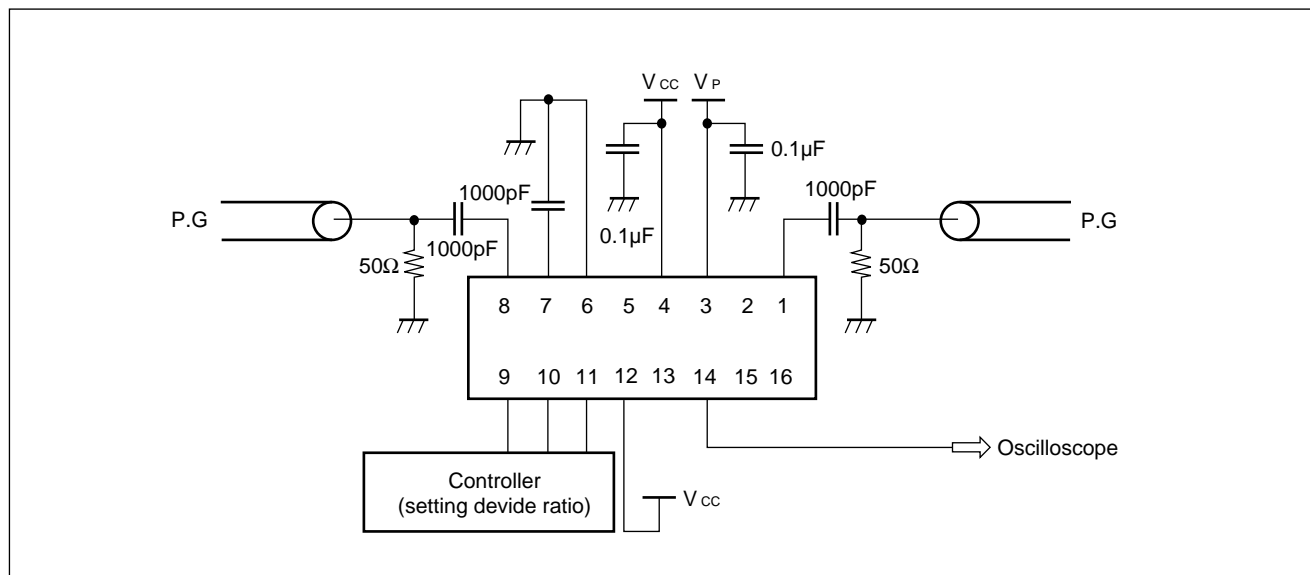 V CC
V P
0.1µF
1000pF
1000pF
P.G
P.G
1000pF
0.1µF
50Ω
50Ω
8 7 6 5 4 3 2 1
9 10 11 12 13 14 15 16
Oscilloscope
Controller
(setting devide ratio)
V CC